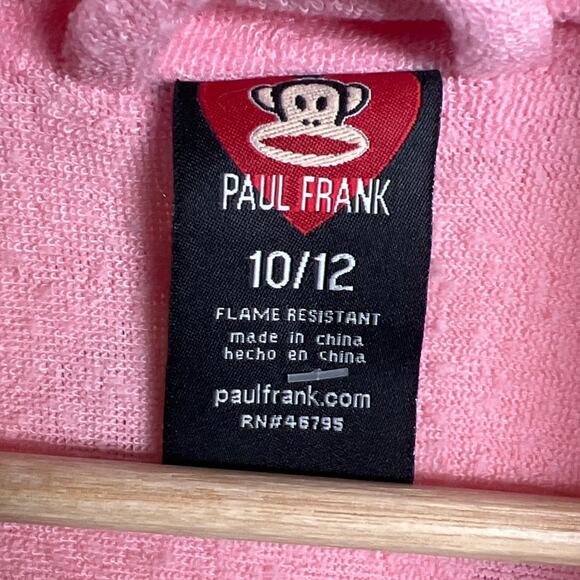 PAUL FRANK
10/12
FLAME RESISTANT
made in china
hecho en china
paulfrank.com
RN#46795